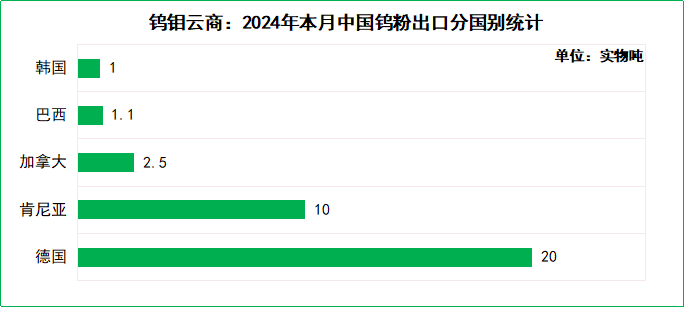 钨钼云商：2024年本月中国钨粉出口分国别统计
单位：实物吨
韩国 1
巴西 1.1
加拿大 2.5
肯尼亚 10
德国 20